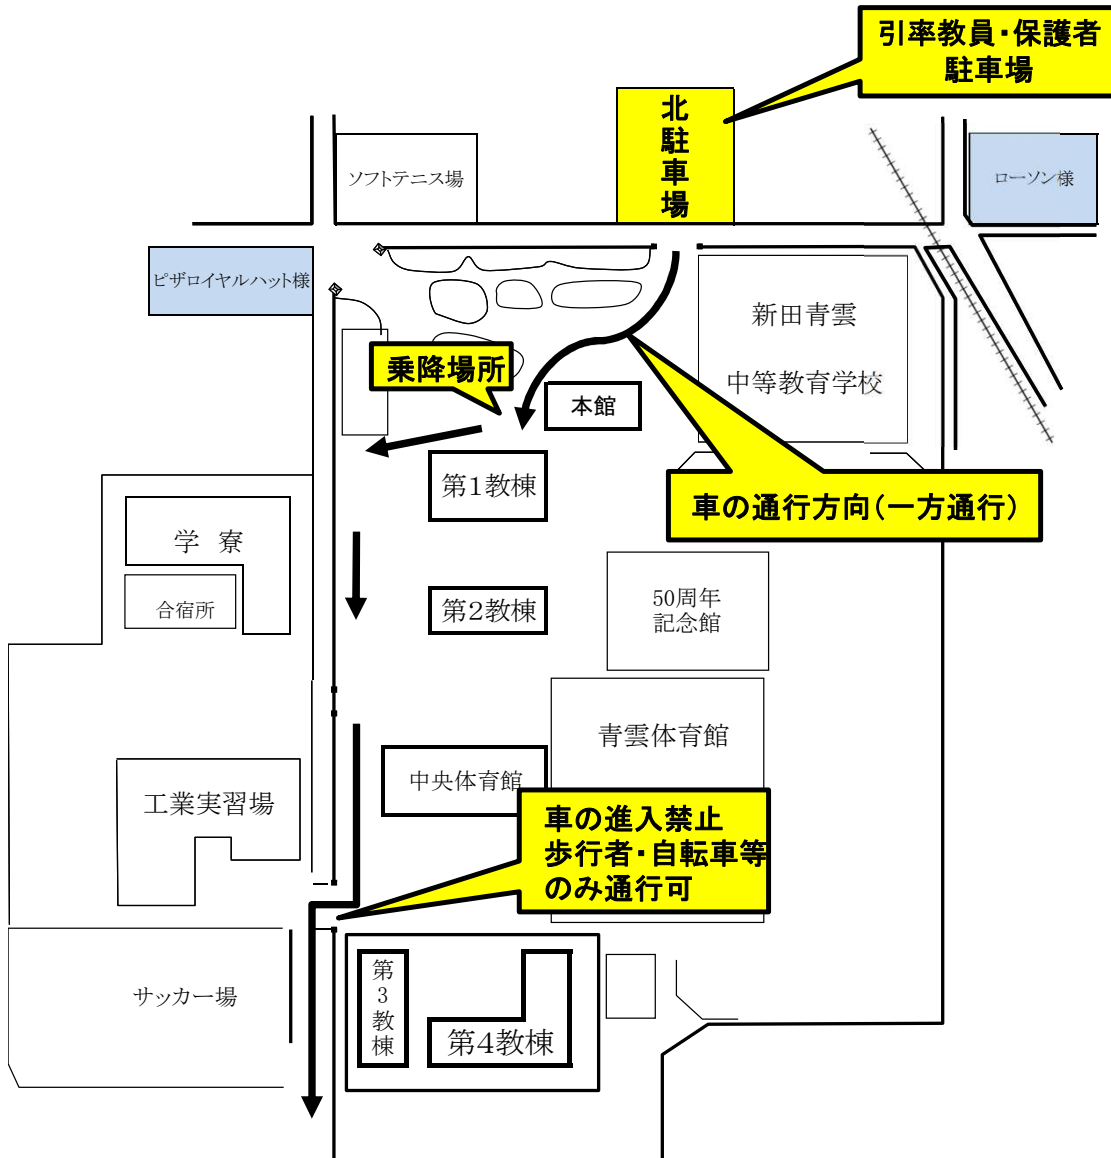 引率教員・保護者
駐車場
北駐車場
ソフトテニス場
ローソン様
ピザロイヤルハット様
新田青雲
中等教育学校
乗降場所
本館
第1教棟
車の通行方向(一方通行)
学 寮
合宿所
第2教棟
50周年
記念館
青雲体育館
中央体育館
工業実習場
車の進入禁止
歩行者・自転車等
のみ通行可
サッカー場
第3教棟
第4教棟